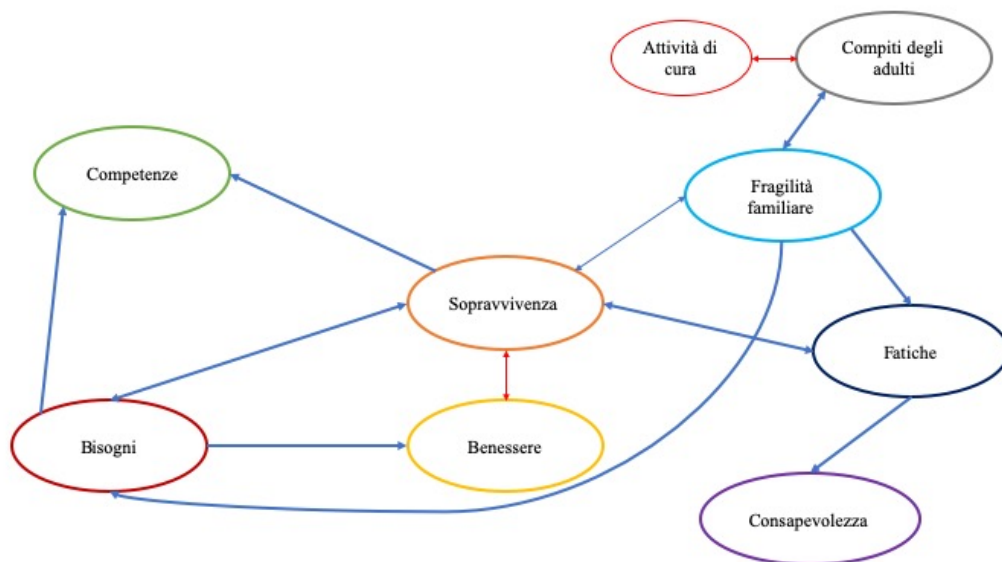 Attività di
cura
Compiti degli
adulti
Competenze
Fragilità
familiare
Sopravvivenza
Fatiche
Bisogni
Benessere
Consapevolezza